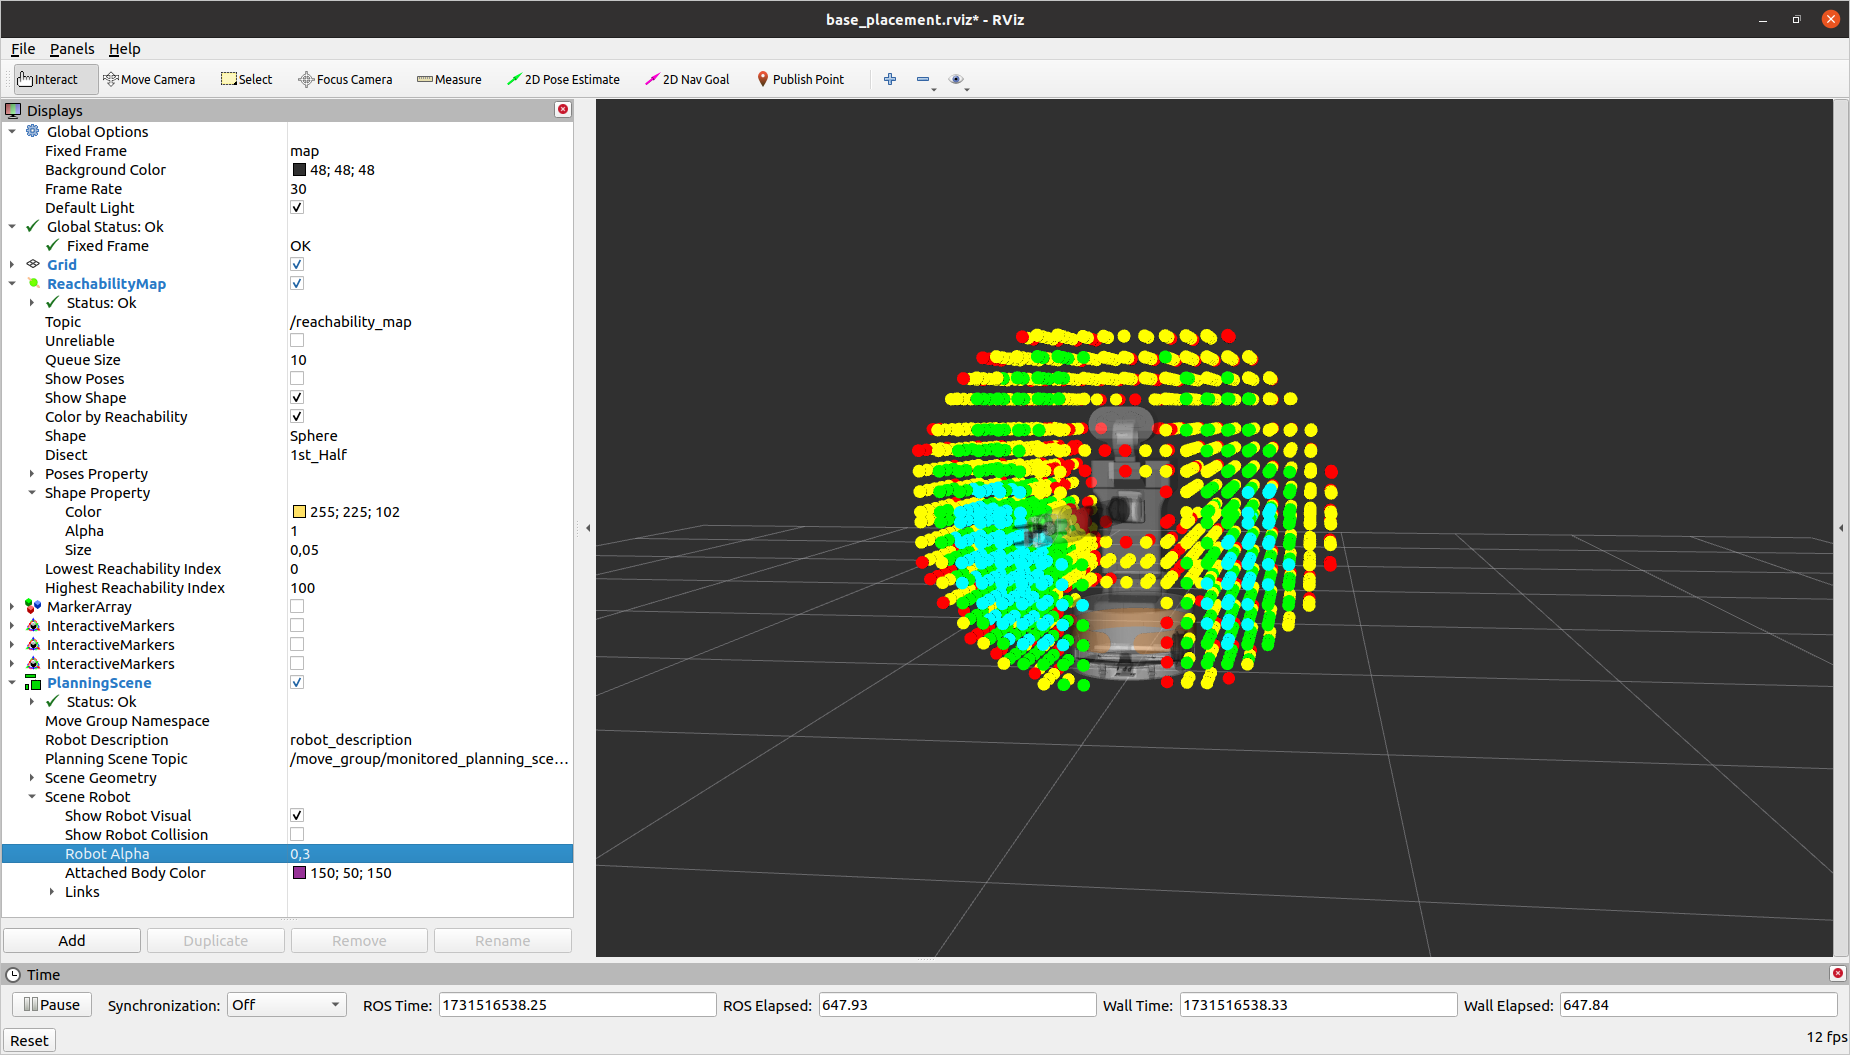 base_placement.rviz* - RViz
File Panels Help
Interact Move Camera Select Focus Camera Measure 2D Pose Estimate 2D Nav Goal Publish Point
Displays
Global Options
Fixed Frame map
Background Color 48; 48; 48
Frame Rate 30
Default Light
Global Status: Ok
Fixed Frame OK
Grid
ReachabilityMap
Status: Ok
Topic /reachability_map
Unreliable
Queue Size 10
Show Poses
Show Shape
Color by Reachability
Shape Sphere
Disect 1st_Half
Poses Property
Shape Property
Color 255; 225; 102
Alpha 1
Size 0,05
Lowest Reachability Index 0
Highest Reachability Index 100
MarkerArray
InteractiveMarkers
InteractiveMarkers
InteractiveMarkers
PlanningScene
Status: Ok
Move Group Namespace
Robot Description robot_description
Planning Scene Topic /move_group/monitored_planning_sce...
Scene Geometry
Scene Robot
Show Robot Visual
Show Robot Collision
Robot Alpha 0,3
Attached Body Color 150; 50; 150
Links
Add Duplicate Remove Rename
Time
Pause Synchronization: Off ROS Time: 1731516538.25 ROS Elapsed: 647.93 Wall Time: 1731516538.33 Wall Elapsed: 647.84
Reset 12 fps